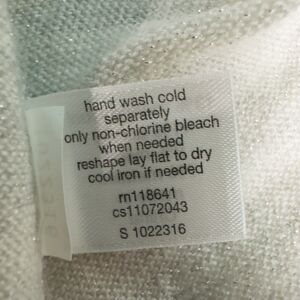 hand wash cold
separately
only non-chlorine bleach
when needed
reshape lay flat to dry
cool iron if needed
rn118641
cs11072043
S 1022316